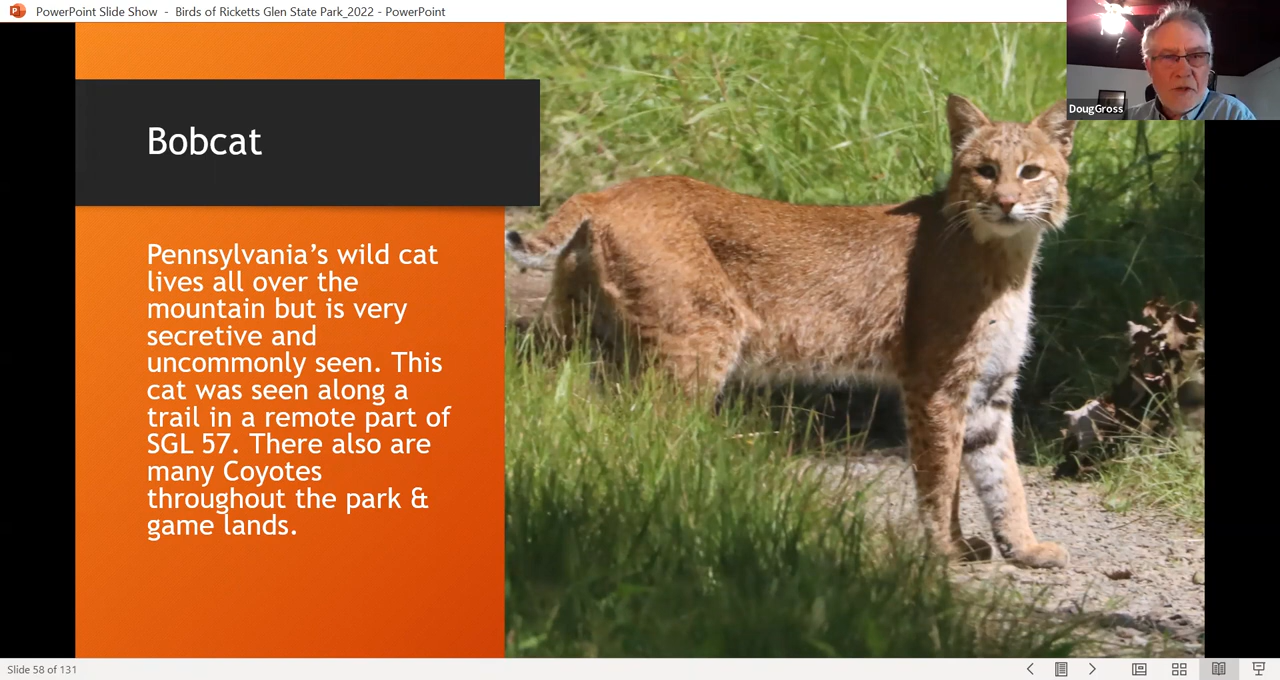 PowerPoint Slide Show - Birds of Ricketts Glen State Park_2022 - PowerPoint
DougGross
Bobcat
Pennsylvania’s wild cat
lives all over the
mountain but is very
secretive and
uncommonly seen. This
cat was seen along a
trail in a remote part of
SGL 57. There also are
many Coyotes
throughout the park &
game lands.
Slide 58 of 131